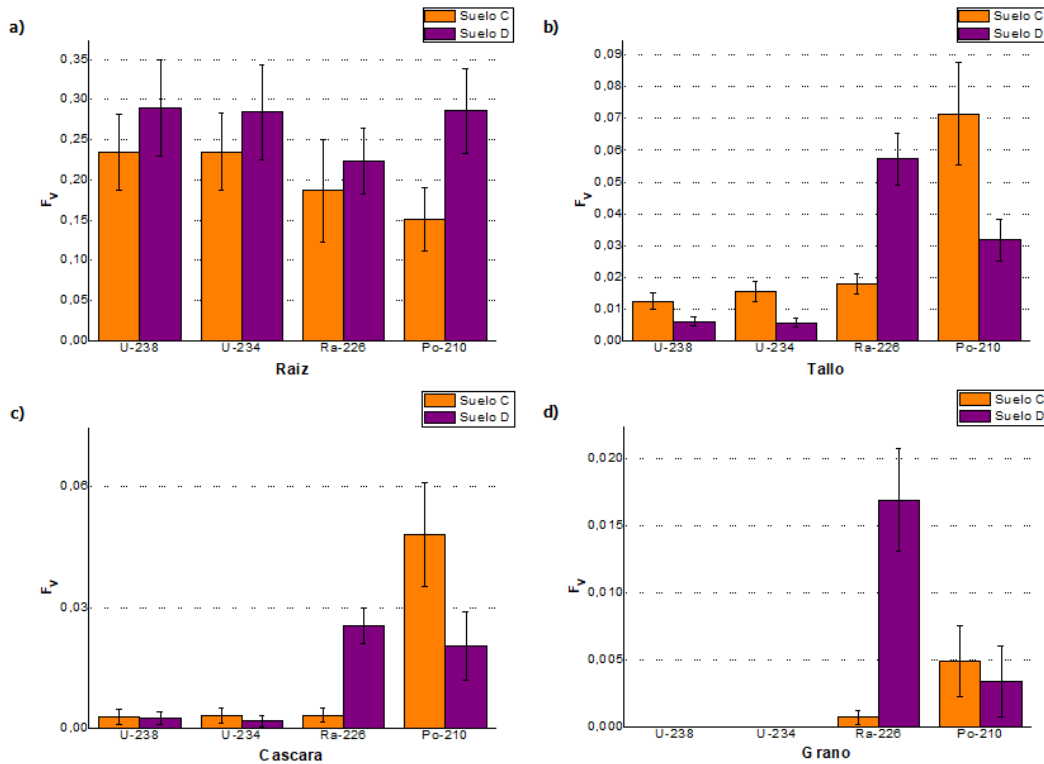 a)
Suelo C
Suelo D
0,35
0,30
0,25
0,20
0,15
0,10
0,05
0,00
Fv
U-238 U-234 Ra-226 Po-210
Raiz
b)
Suelo C
Suelo D
0,09
0,08
0,07
0,06
0,05
0,04
0,03
0,02
0,01
0,00
Fv
U-238 U-234 Ra-226 Po-210
Tallo
c)
Suelo C
Suelo D
0,06
0,03
0,00
Fv
U-238 U-234 Ra-226 Po-210
Cascara
d)
Suelo C
Suelo D
0,020
0,015
0,010
0,005
0,000
Fv
U-238 U-234 Ra-226 Po-210
Grano